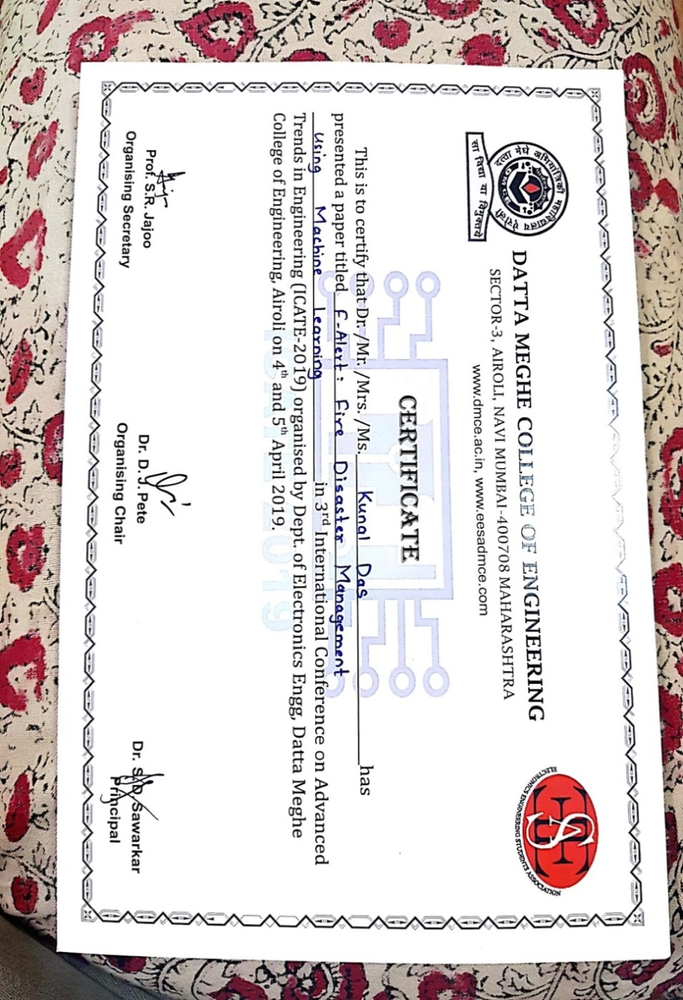 दत्ता मेघे अभियांत्रिकी महाविद्यालय ऐरोली
सा विद्या या विमुक्तये
DATTA MEGHE COLLEGE OF ENGINEERING
SECTOR-3, AIROLI, NAVI MUMBAI-400708 MAHARASHTRA
www.dmce.ac.in, www.eesadmce.com
ELECTRONICS ENGINEERING STUDENTS ASSOCIATION
CERTIFICATE
This is to certify that Dr. /Mr. /Mrs. /Ms. Kunal Das has
presented a paper titled F-Alert: Fire Disaster Management
using Machine Learning in 3rd International Conference on Advanced
Trends in Engineering (ICATE-2019) organised by Dept. of Electronics Engg, Datta Meghe
College of Engineering, Airoli on 4th and 5th April 2019.
ICATE 2019
Prof. S.R. Jajoo
Organising Secretary
Dr. D.J. Pete
Organising Chair
Dr. S.D. Sawarkar
Principal